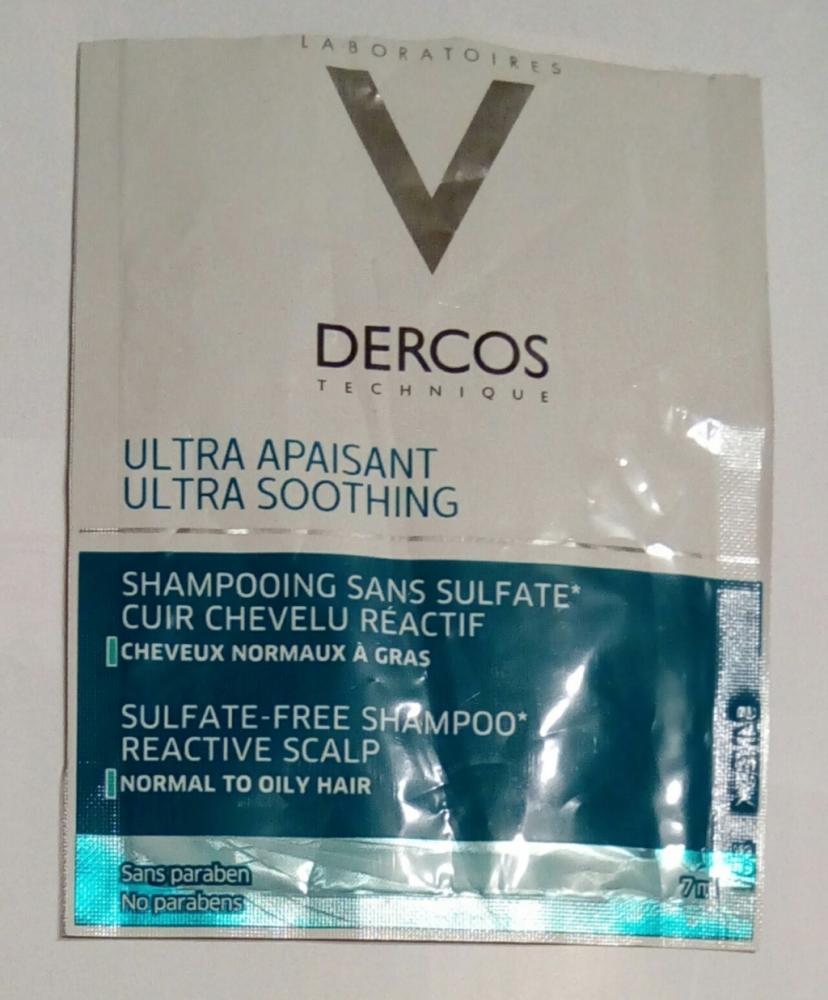 LABORATOIRES
V
DERCOS
TECHNIQUE
ULTRA APAISANT
ULTRA SOOTHING
SHAMPOOING SANS SULFATE*
CUIR CHEVELU RÉACTIF
CHEVEUX NORMAUX À GRAS
SULFATE-FREE SHAMPOO*
REACTIVE SCALP
NORMAL TO OILY HAIR
Sans paraben
No parabens